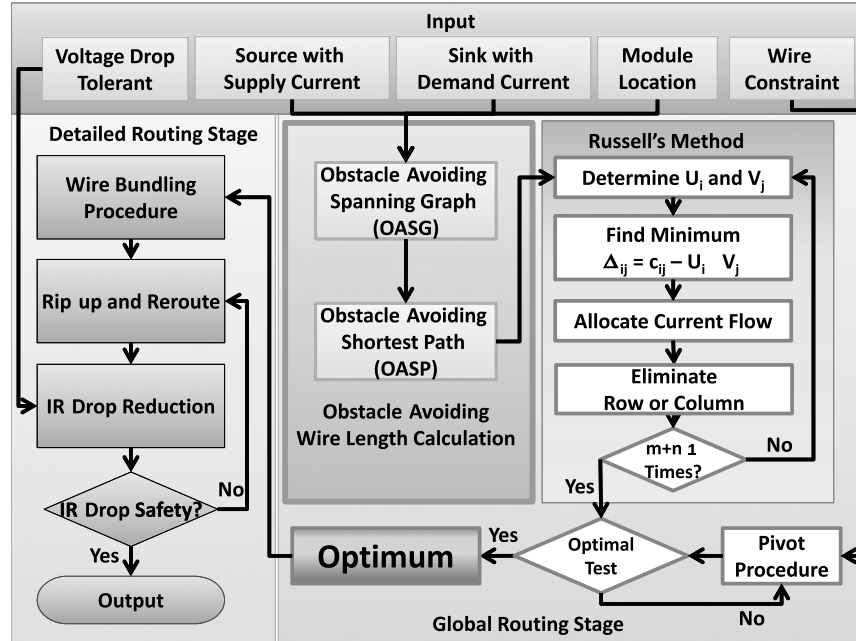 Input
Voltage Drop
Tolerant
Source with
Supply Current
Sink with
Demand Current
Module
Location
Wire
Constraint
Detailed Routing Stage
Wire Bundling
Procedure
Rip up and Reroute
IR Drop Reduction
IR Drop Safety?
No
Yes
Output
Obstacle Avoiding
Spanning Graph
(OASG)
Obstacle Avoiding
Shortest Path
(OASP)
Obstacle Avoiding
Wire Length Calculation
Russell's Method
Determine Ui and Vj
Find Minimum
Δij = cij – Ui Vj
Allocate Current Flow
Eliminate
Row or Column
m+n 1
Times?
No
Yes
Optimal
Test
Yes
Optimum
Pivot
Procedure
No
Global Routing Stage